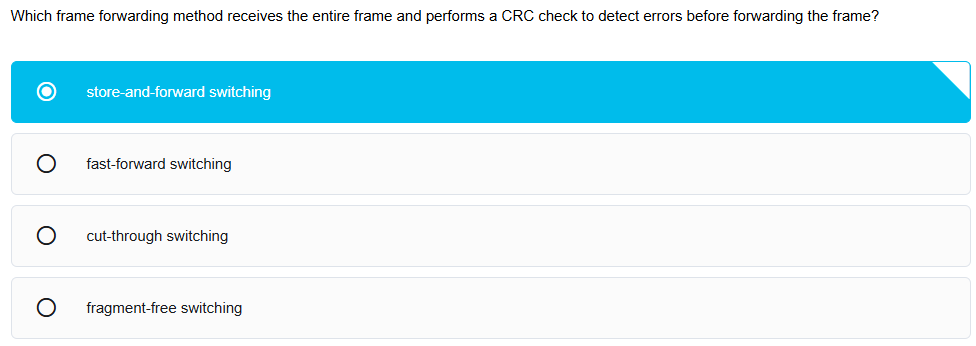 Which frame forwarding method receives the entire frame and performs a CRC check to detect errors before forwarding the frame?
store-and-forward switching
fast-forward switching
cut-through switching
fragment-free switching